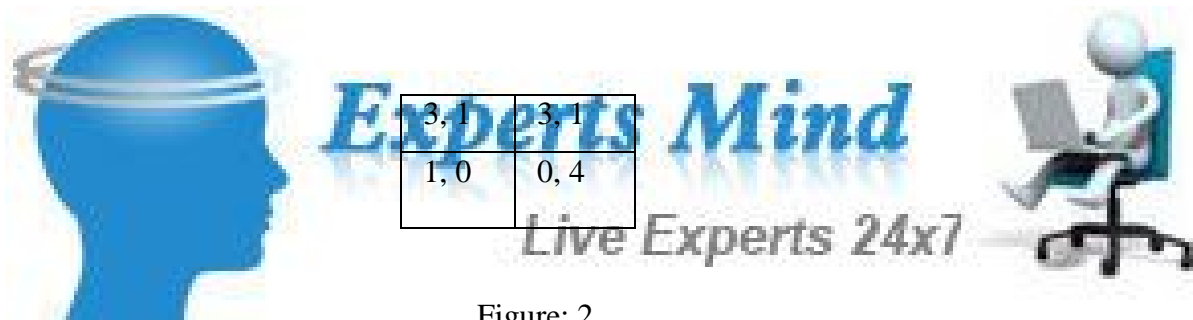 Experts Mind
3, 1 3, 1
1, 0 0, 4
Live Experts 24x7
Figure: 2